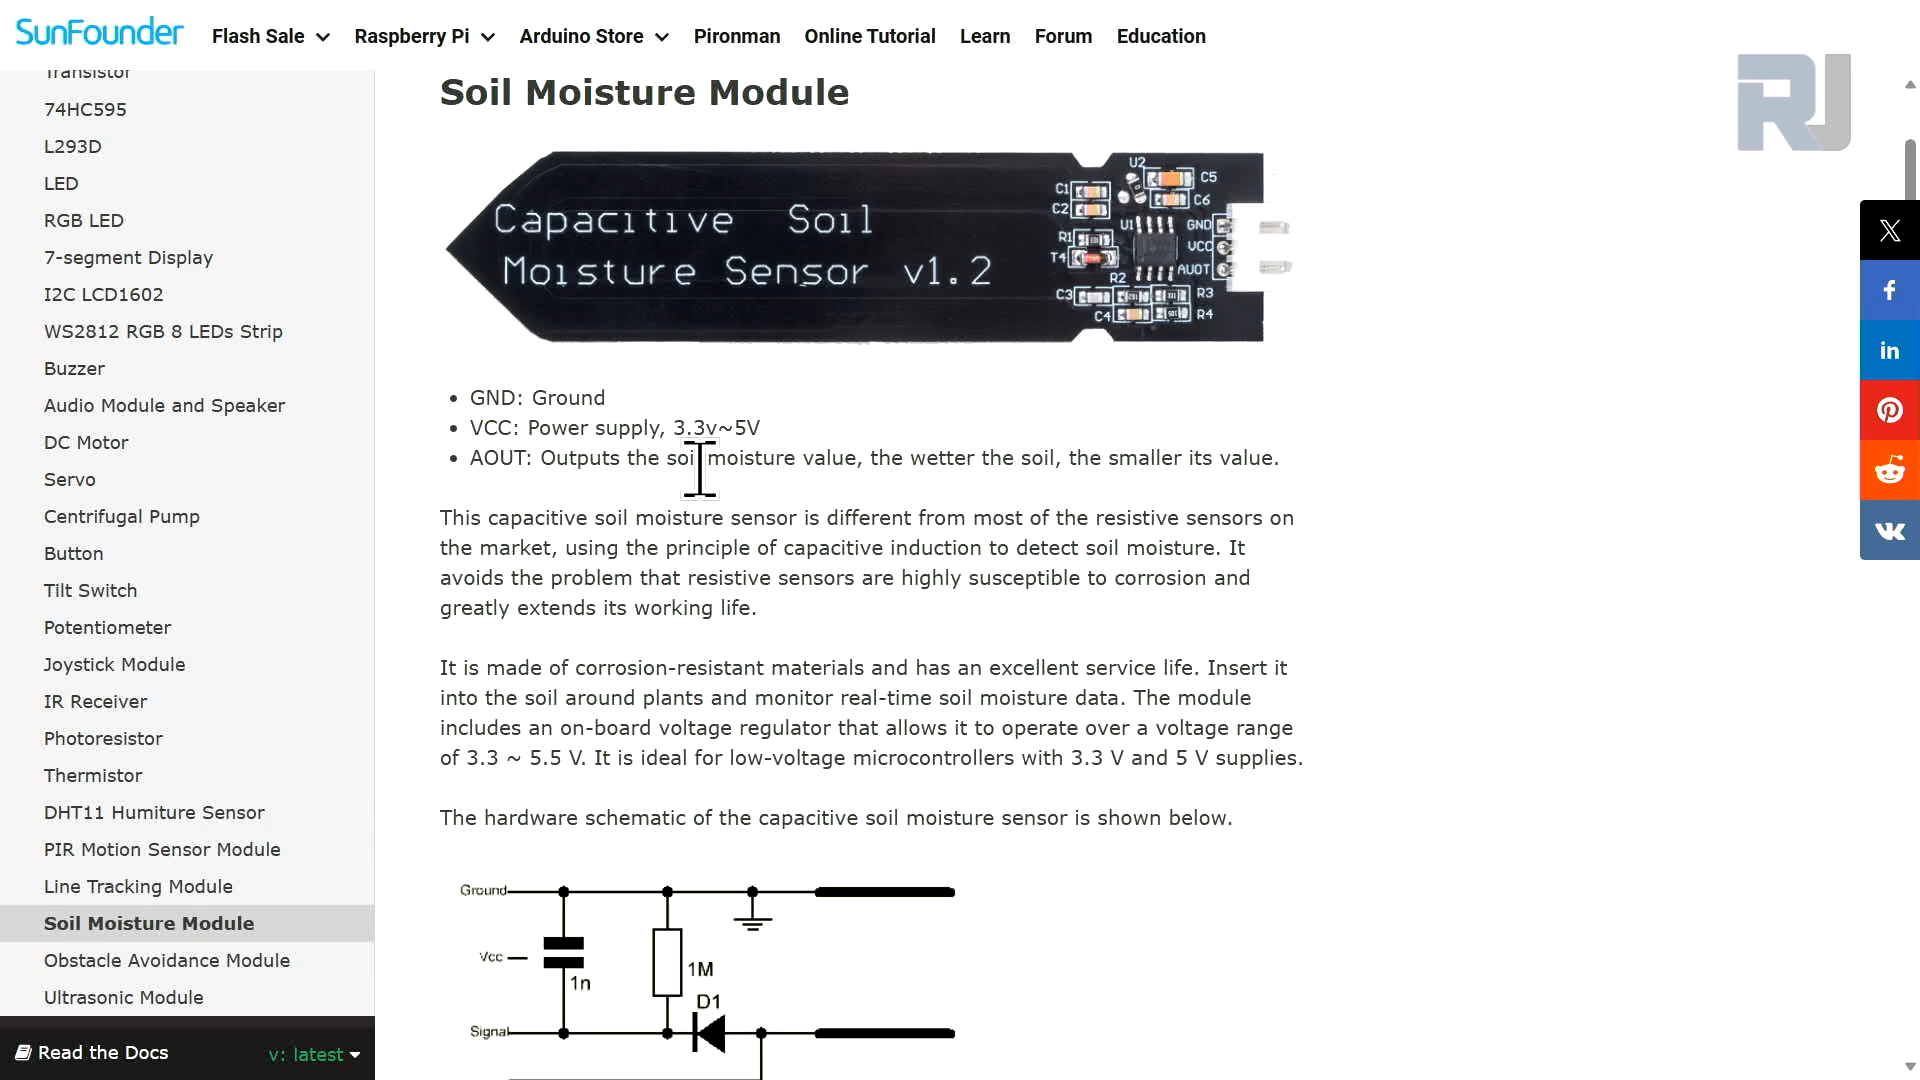 SunFounder Flash Sale Raspberry Pi Arduino Store Pironman Online Tutorial Learn Forum Education
RJ
Transistor
74HC595
L293D
LED
RGB LED
7-segment Display
I2C LCD1602
WS2812 RGB 8 LEDs Strip
Buzzer
Audio Module and Speaker
DC Motor
Servo
Centrifugal Pump
Button
Tilt Switch
Potentiometer
Joystick Module
IR Receiver
Photoresistor
Thermistor
DHT11 Humiture Sensor
PIR Motion Sensor Module
Line Tracking Module
Soil Moisture Module
Obstacle Avoidance Module
Ultrasonic Module
Read the Docs v: latest
Soil Moisture Module
Capacitive Soil
Moisture Sensor v1.2
U2
C1 C5
C2 C6
U1 GND
R1 VCC
T4 AUOT
R2
C3 R3
C4 R4
• GND: Ground
• VCC: Power supply, 3.3v~5V
• AOUT: Outputs the soil moisture value, the wetter the soil, the smaller its value.
This capacitive soil moisture sensor is different from most of the resistive sensors on
the market, using the principle of capacitive induction to detect soil moisture. It
avoids the problem that resistive sensors are highly susceptible to corrosion and
greatly extends its working life.
It is made of corrosion-resistant materials and has an excellent service life. Insert it
into the soil around plants and monitor real-time soil moisture data. The module
includes an on-board voltage regulator that allows it to operate over a voltage range
of 3.3 ~ 5.5 V. It is ideal for low-voltage microcontrollers with 3.3 V and 5 V supplies.
The hardware schematic of the capacitive soil moisture sensor is shown below.
Ground
Vcc
1n
1M
D1
Signal